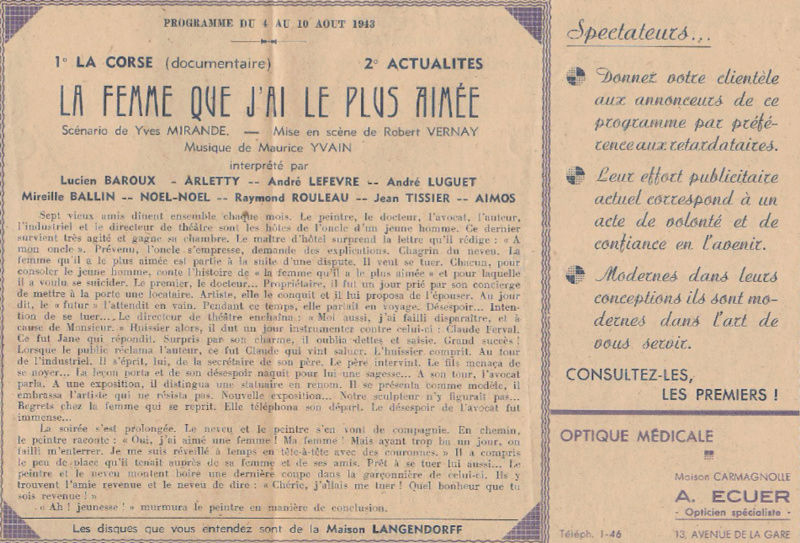 PROGRAMME DU 4 AU 10 AOUT 1943
1° LA CORSE (documentaire) 2° ACTUALITES
LA FEMME QUE J'AI LE PLUS AIMÉE
Scénario de Yves MIRANDE. — Mise en scène de Robert VERNAY
Musique de Maurice YVAIN
interprété par
Lucien BAROUX - ARLETTY -- André LEFEVRE -- André LUGUET
Mireille BALLIN -- NOEL-NOEL -- Raymond ROULEAU -- Jean TISSIER -- AIMOS
Sept vieux amis dînent ensemble chaque mois. Le peintre, le docteur, l'avocat, l'auteur,
l'industriel et le directeur de théâtre sont les hôtes de l'oncle d'un jeune homme. Ce dernier
survient très agité et gagne sa chambre. Le maître d'hôtel surprend la lettre qu'il rédige : « A
mon oncle ». Prévenu, l'oncle s'empresse, demande des explications. Chagrin du neveu. La
femme qu'il a le plus aimée est partie à la suite d'une dispute. Il veut se tuer. Chacun, pour
consoler le jeune homme, conte l'histoire de « la femme qu'il a le plus aimée » et pour laquelle
il a voulu se suicider. Le premier, le docteur... Propriétaire, il fut un jour prié par son concierge
de mettre à la porte une locataire. Artiste, elle le conquit et il lui proposa de l'épouser. Au jour
dit, le « futur » l'attendit en vain. Pendant ce temps, elle partait en voyage. Désespoir... Inten-
tion de se tuer.... Le directeur de théâtre enchaîna : « Moi aussi, j'ai failli disparaître, et à
cause de Monsieur. » Huissier alors, il dut un jour instrumenter contre celui-ci : Claude Ferval.
Ce fut Jane qui répondit. Surpris par son charme, il oublia dettes et saisie. Grand succès !
Lorsque le public réclama l'auteur, ce fut Claude qui vint saluer. L'huissier comprit. Au tour
de l'industriel. Il s'éprit, lui, de la secrétaire de son père. Le père intervint. Le fils menaça de
se noyer... La leçon porta et de son désespoir naquit pour lui une sagesse... A son tour, l'avocat
parla. A une exposition, il distingua une statuaire en renom. Il se présenta comme modèle, il
embrassa l'artiste qui ne résista pas. Nouvelle exposition... Notre sculpteur n'y figurait pas...
Regrets chez la femme qui se reprit. Elle téléphona son départ. Le désespoir de l'avocat fut
immense...
La soirée s'est prolongée. Le neveu et le peintre s'en vont de compagnie. En chemin,
le peintre raconte : « Oui, j'ai aimé une femme ! Ma femme ! Mais ayant trop bu un jour, on
failli m'enterrer. Je me suis réveillé à temps en tête-à-tête avec des couronnes. » Il a compris
le peu de place qu'il tenait auprès de sa femme et de ses amis. Prêt à se tuer lui aussi... Le
peintre et le neveu montent boire une dernière coupe dans la garçonnière de celui-ci. Ils y
trouvent l'amie revenue et le neveu de dire : « Chérie, j'allais me tuer ! Quel bonheur que tu
sois revenue ! »
« Ah ! jeunesse ! » murmura le peintre en manière de conclusion.
Les disques que vous entendez sont de la Maison LANGENDORFF
Spectateurs...
Donnez votre clientèle
aux annonceurs de ce
programme par préfé-
rence aux retardataires.
Leur effort publicitaire
actuel correspond à un
acte de volonté et de
confiance en l'avenir.
Modernes dans leurs
conceptions ils sont mo-
dernes dans l'art de
vous servir.
CONSULTEZ-LES,
LES PREMIERS !
OPTIQUE MÉDICALE
Maison CARMAGNOLLE
A. ECUER
- Opticien spécialiste -
Téléph. 1-46 13, AVENUE DE LA GARE